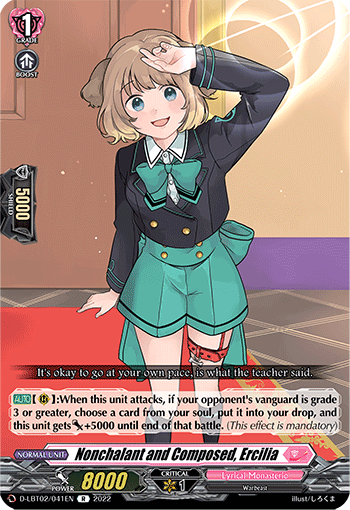 1
GRADE
BOOST
5000
SHIELD
It's okay to go at your own pace, is what the teacher said.
AUTO [ ]:When this unit attacks, if your opponent's vanguard is grade
3 or greater, choose a card from your soul, put it into your drop, and
this unit gets +5000 until end of that battle. (This effect is mandatory)
NORMAL UNIT
Nonchalant and Composed, Ercilia
Lyrical Monasterio
POWER 8000
CRITICAL
1
Warbeast
D-LBT02/041EN R 2022
illust/しろくま